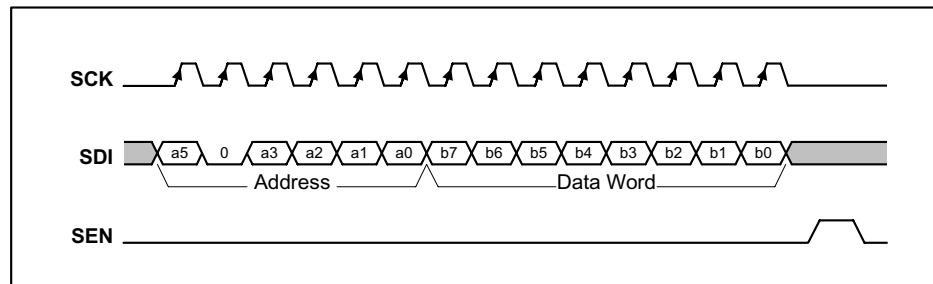 SCK
SDI a5 0 a3 a2 a1 a0 b7 b6 b5 b4 b3 b2 b1 b0
Address Data Word
SEN